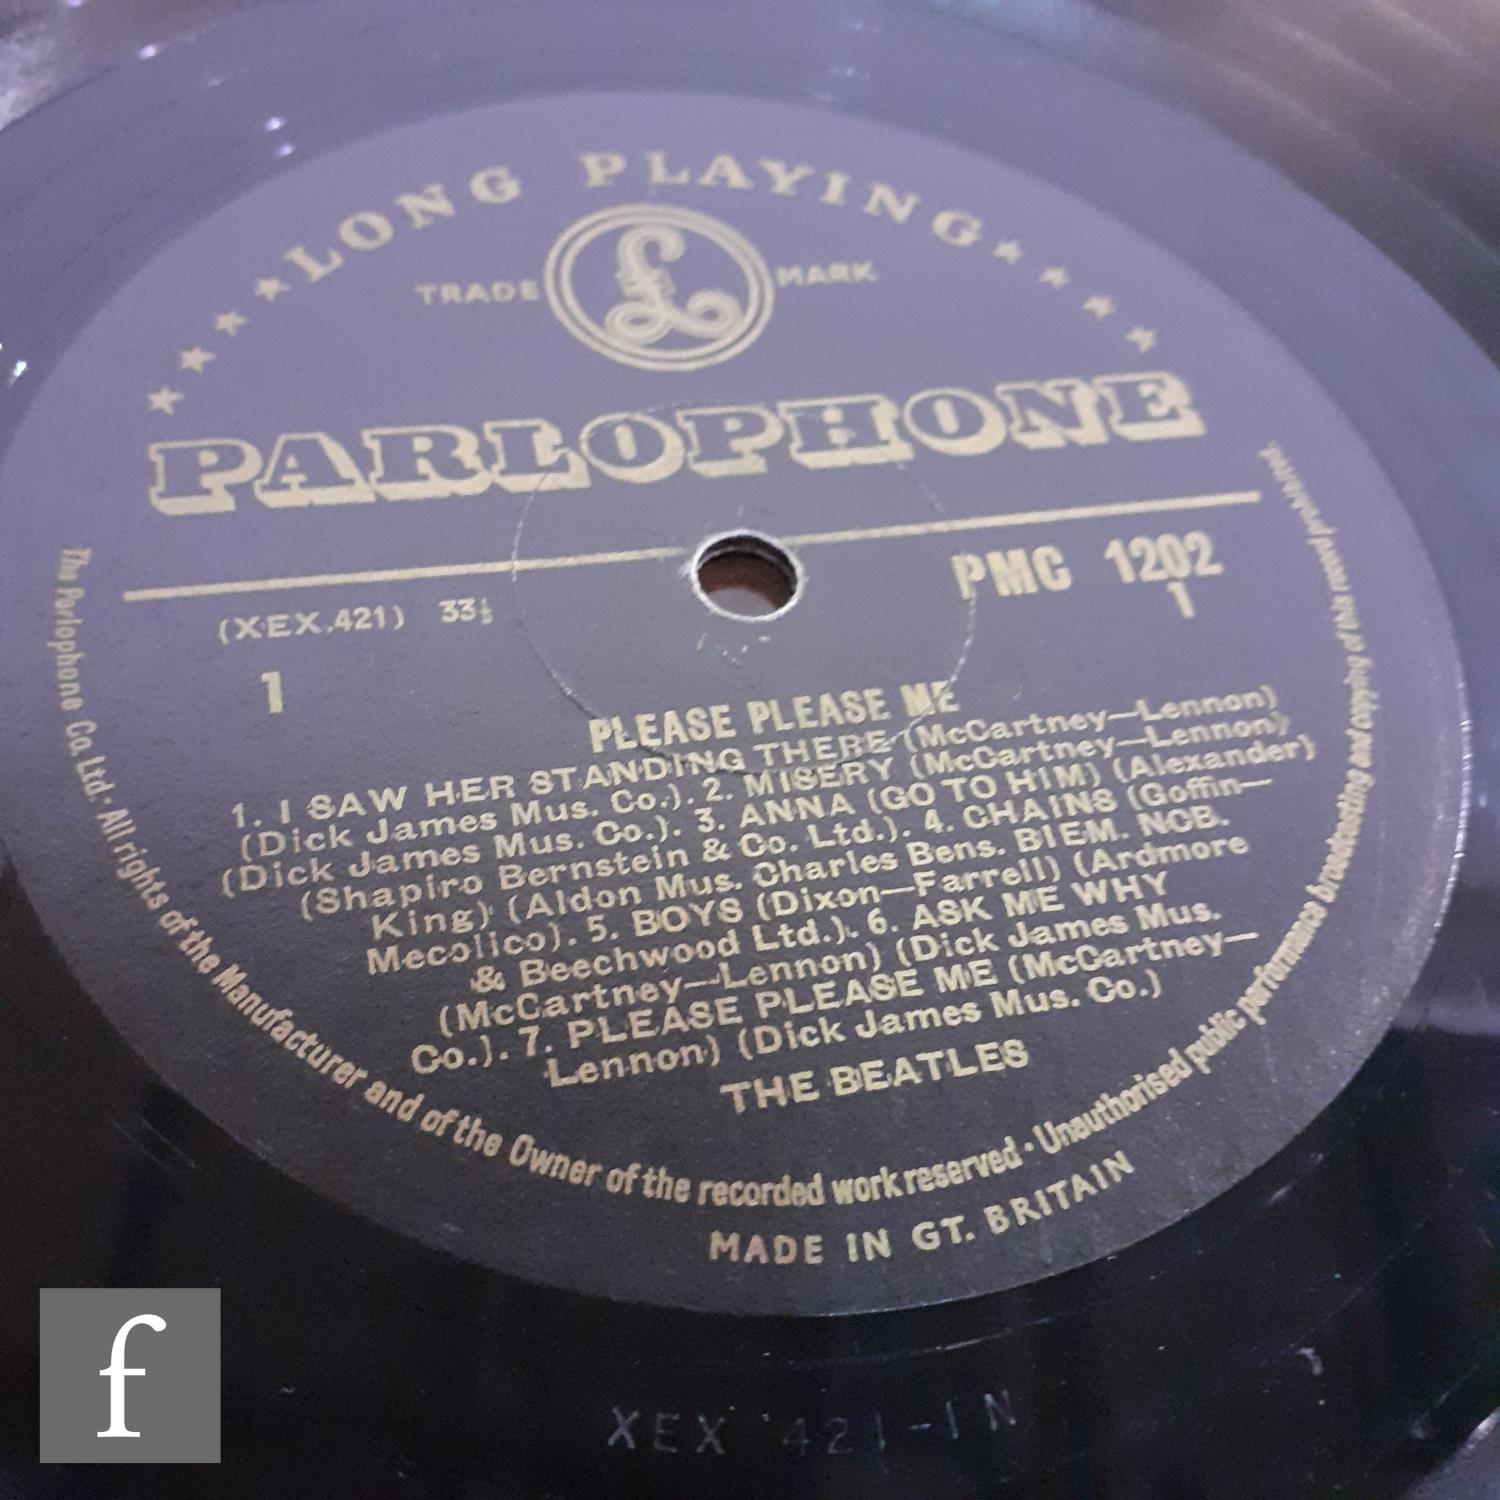 ★ ★ ★ ★ LONG PLAYING ★ ★ ★ ★
TRADE £ MARK
PARLOPHONE
(XEX.421) 33⅓
PMC 1202
1
1
PLEASE PLEASE ME
1. I SAW HER STANDING THERE (McCartney—Lennon)
(Dick James Mus. Co.). 2. MISERY (McCartney—Lennon)
(Dick James Mus. Co.). 3. ANNA (GO TO HIM) (Alexander)
(Shapiro Bernstein & Co. Ltd.). 4. CHAINS (Goffin—
King) (Aldon Mus. Charles Bens. BIEM. NCB.
Mecolico). 5. BOYS (Dixon—Farrell) (Ardmore
& Beechwood Ltd.). 6. ASK ME WHY
(McCartney—Lennon) (Dick James Mus.
Co.). 7. PLEASE PLEASE ME (McCartney—
Lennon) (Dick James Mus. Co.)
THE BEATLES
The Parlophone Co. Ltd · All rights of the Manufacturer and of the Owner of the recorded work reserved · Unauthorised public performance broadcasting and copying of this record prohibited.
MADE IN GT. BRITAIN
XEX 421-1N
f